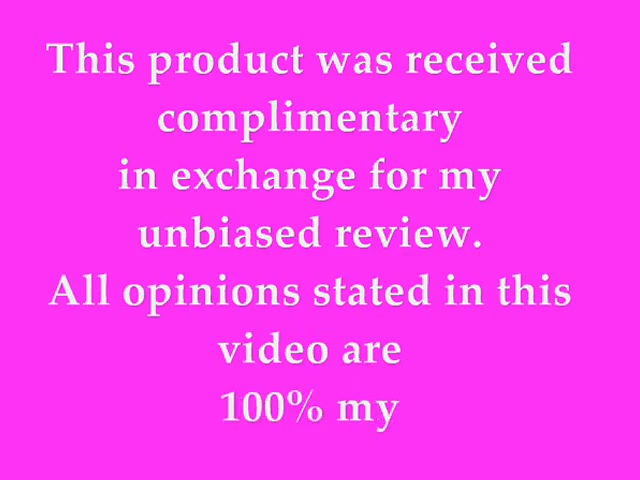 This product was received
complimentary
in exchange for my
unbiased review.
All opinions stated in this
video are
100% my